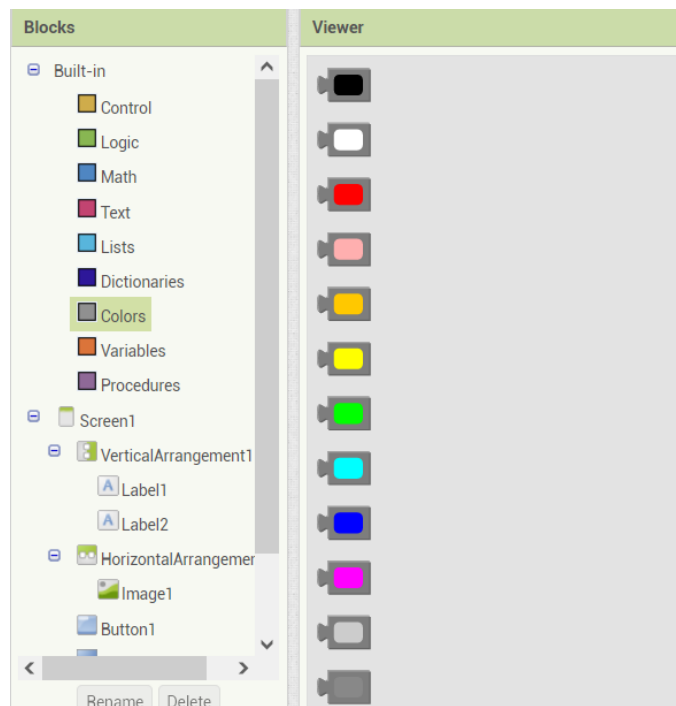 Blocks
Viewer
Built-in
Control
Logic
Math
Text
Lists
Dictionaries
Colors
Variables
Procedures
Screen1
VerticalArrangement1
A Label1
A Label2
HorizontalArrangemer
Image1
Button1
Rename Delete